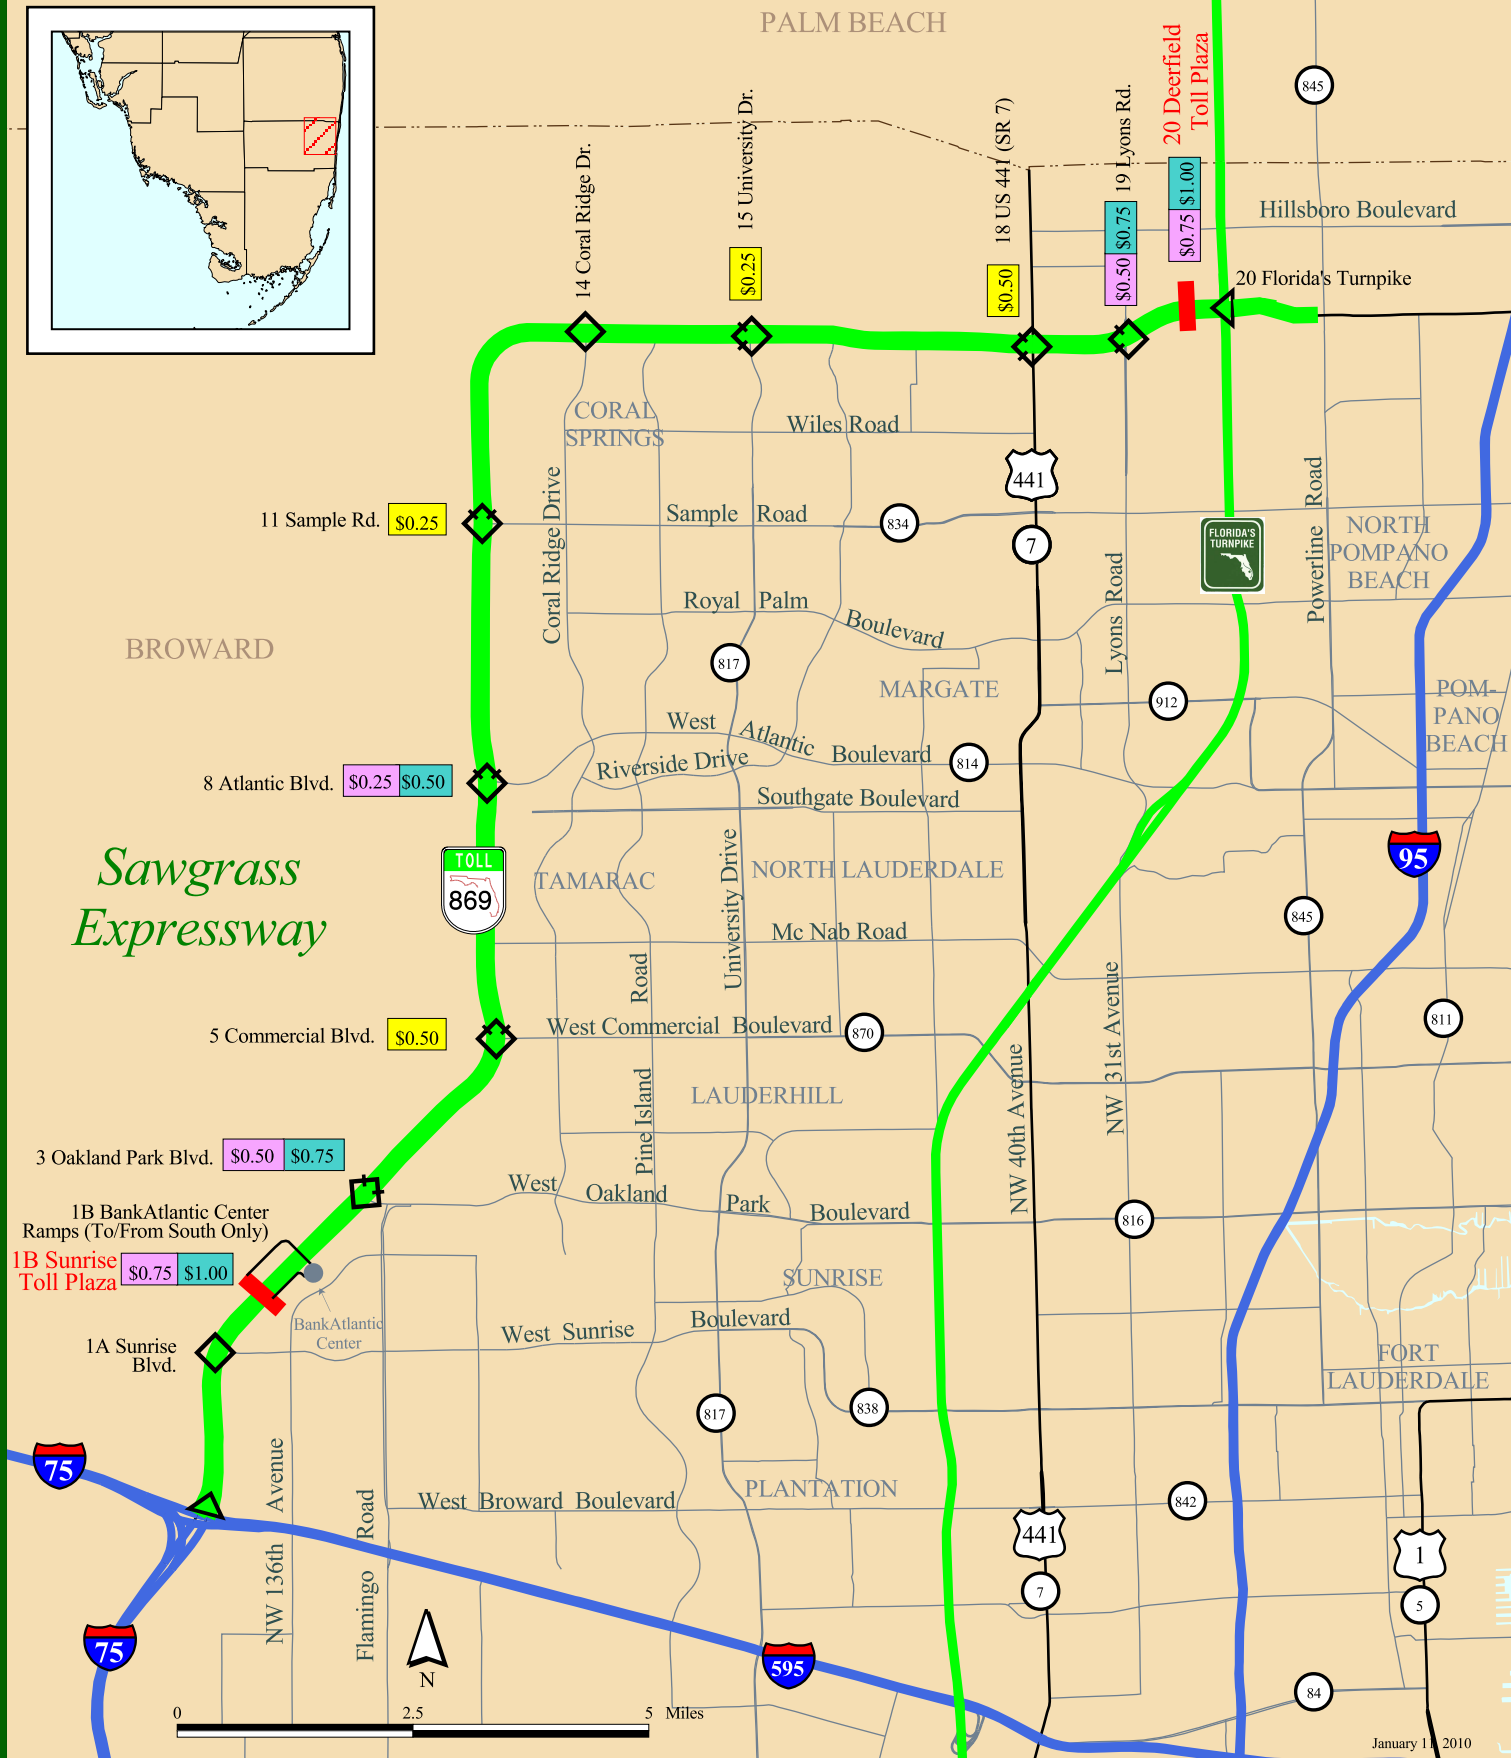 PALM BEACH
20 Deerfield
Toll Plaza
845
14 Coral Ridge Dr.
15 University Dr.
18 US 441 (SR 7)
19 Lyons Rd.
$0.25
$0.50
$0.50 $0.75
$0.75 $1.00
Hillsboro Boulevard
20 Florida's Turnpike
CORAL
SPRINGS
Wiles Road
441
11 Sample Rd.
$0.25
Coral Ridge Drive
Sample Road
834
7
FLORIDA'S
TURNPIKE
Powerline Road
NORTH
POMPANO
BEACH
Royal Palm Boulevard
Lyons Road
BROWARD
817
MARGATE
912
POM-
PANO
BEACH
West Atlantic Boulevard
814
Riverside Drive
8 Atlantic Blvd.
$0.25 $0.50
Southgate Boulevard
Sawgrass
Expressway
TOLL
869
TAMARAC
University Drive
NORTH LAUDERDALE
95
845
Mc Nab Road
Pine Island Road
NW 31st Avenue
811
5 Commercial Blvd.
$0.50
West Commercial Boulevard
870
NW 40th Avenue
LAUDERHILL
3 Oakland Park Blvd.
$0.50 $0.75
West Oakland Park Boulevard
816
1B BankAtlantic Center
Ramps (To/From South Only)
1B Sunrise
Toll Plaza
$0.75 $1.00
SUNRISE
BankAtlantic
Center
1A Sunrise
Blvd.
West Sunrise Boulevard
FORT
LAUDERDALE
817
838
75
NW 136th Avenue
Flamingo Road
West Broward Boulevard
PLANTATION
842
441
1
7
5
75
N
595
84
0
2.5
5 Miles
January 11, 2010